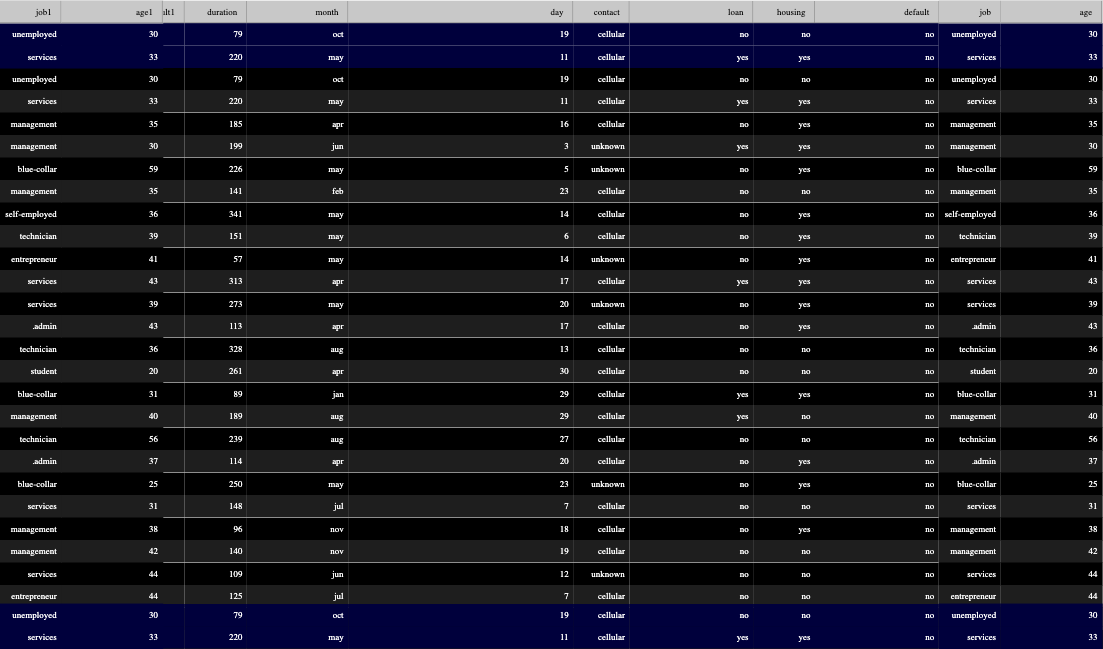 job1 age1 ılt1 duration month day contact loan housing default job age
unemployed 30 79 oct 19 cellular no no no unemployed 30
services 33 220 may 11 cellular yes yes no services 33
unemployed 30 79 oct 19 cellular no no no unemployed 30
services 33 220 may 11 cellular yes yes no services 33
management 35 185 apr 16 cellular no yes no management 35
management 30 199 jun 3 unknown yes yes no management 30
blue-collar 59 226 may 5 unknown no yes no blue-collar 59
management 35 141 feb 23 cellular no no no management 35
self-employed 36 341 may 14 cellular no yes no self-employed 36
technician 39 151 may 6 cellular no yes no technician 39
entrepreneur 41 57 may 14 unknown no yes no entrepreneur 41
services 43 313 apr 17 cellular yes yes no services 43
services 39 273 may 20 unknown no yes no services 39
.admin 43 113 apr 17 cellular no yes no .admin 43
technician 36 328 aug 13 cellular no no no technician 36
student 20 261 apr 30 cellular no no no student 20
blue-collar 31 89 jan 29 cellular yes yes no blue-collar 31
management 40 189 aug 29 cellular yes no no management 40
technician 56 239 aug 27 cellular no no no technician 56
.admin 37 114 apr 20 cellular no yes no .admin 37
blue-collar 25 250 may 23 unknown no yes no blue-collar 25
services 31 148 jul 7 cellular no no no services 31
management 38 96 nov 18 cellular no yes no management 38
management 42 140 nov 19 cellular no no no management 42
services 44 109 jun 12 unknown no no no services 44
entrepreneur 44 125 jul 7 cellular no no no entrepreneur 44
unemployed 30 79 oct 19 cellular no no no unemployed 30
services 33 220 may 11 cellular yes yes no services 33